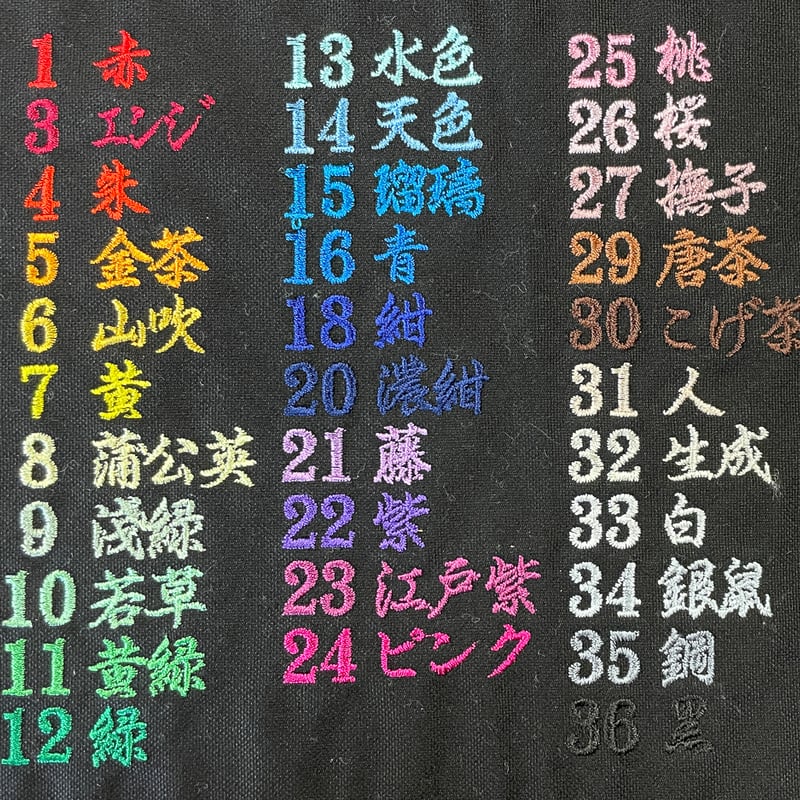 1 赤
3 エンジ
4 朱
5 金茶
6 山吹
7 黄
8 蒲公英
9 浅緑
10 若草
11 黄緑
12 緑
13 水色
14 天色
15 瑠璃
16 青
18 紺
20 濃紺
21 藤
22 紫
23 江戸紫
24 ピンク
25 桃
26 桜
27 撫子
29 唐茶
30 こげ茶
31 人
32 生成
33 白
34 銀鼠
35 鋼
36 黒